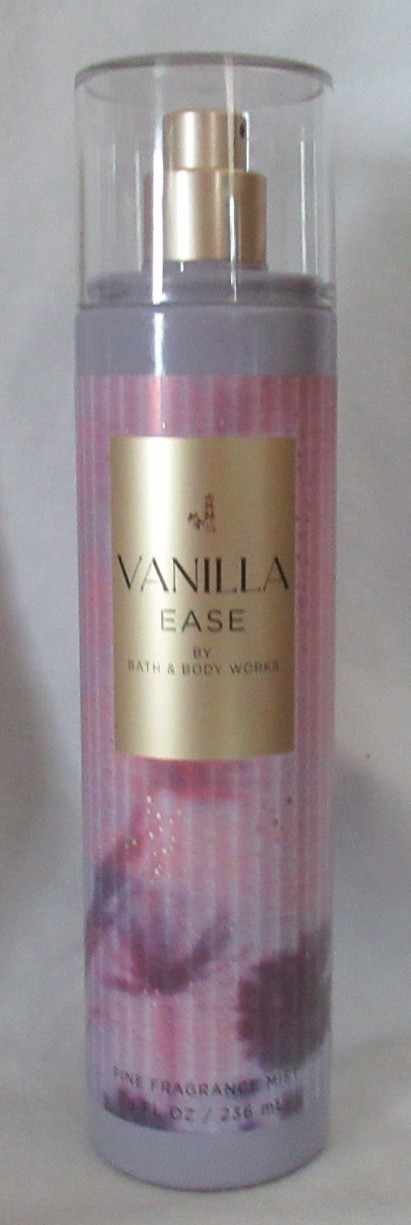 VANILLA
EASE
BY
BATH & BODY WORKS
FINE FRAGRANCE MIST
FL OZ / 236 mL